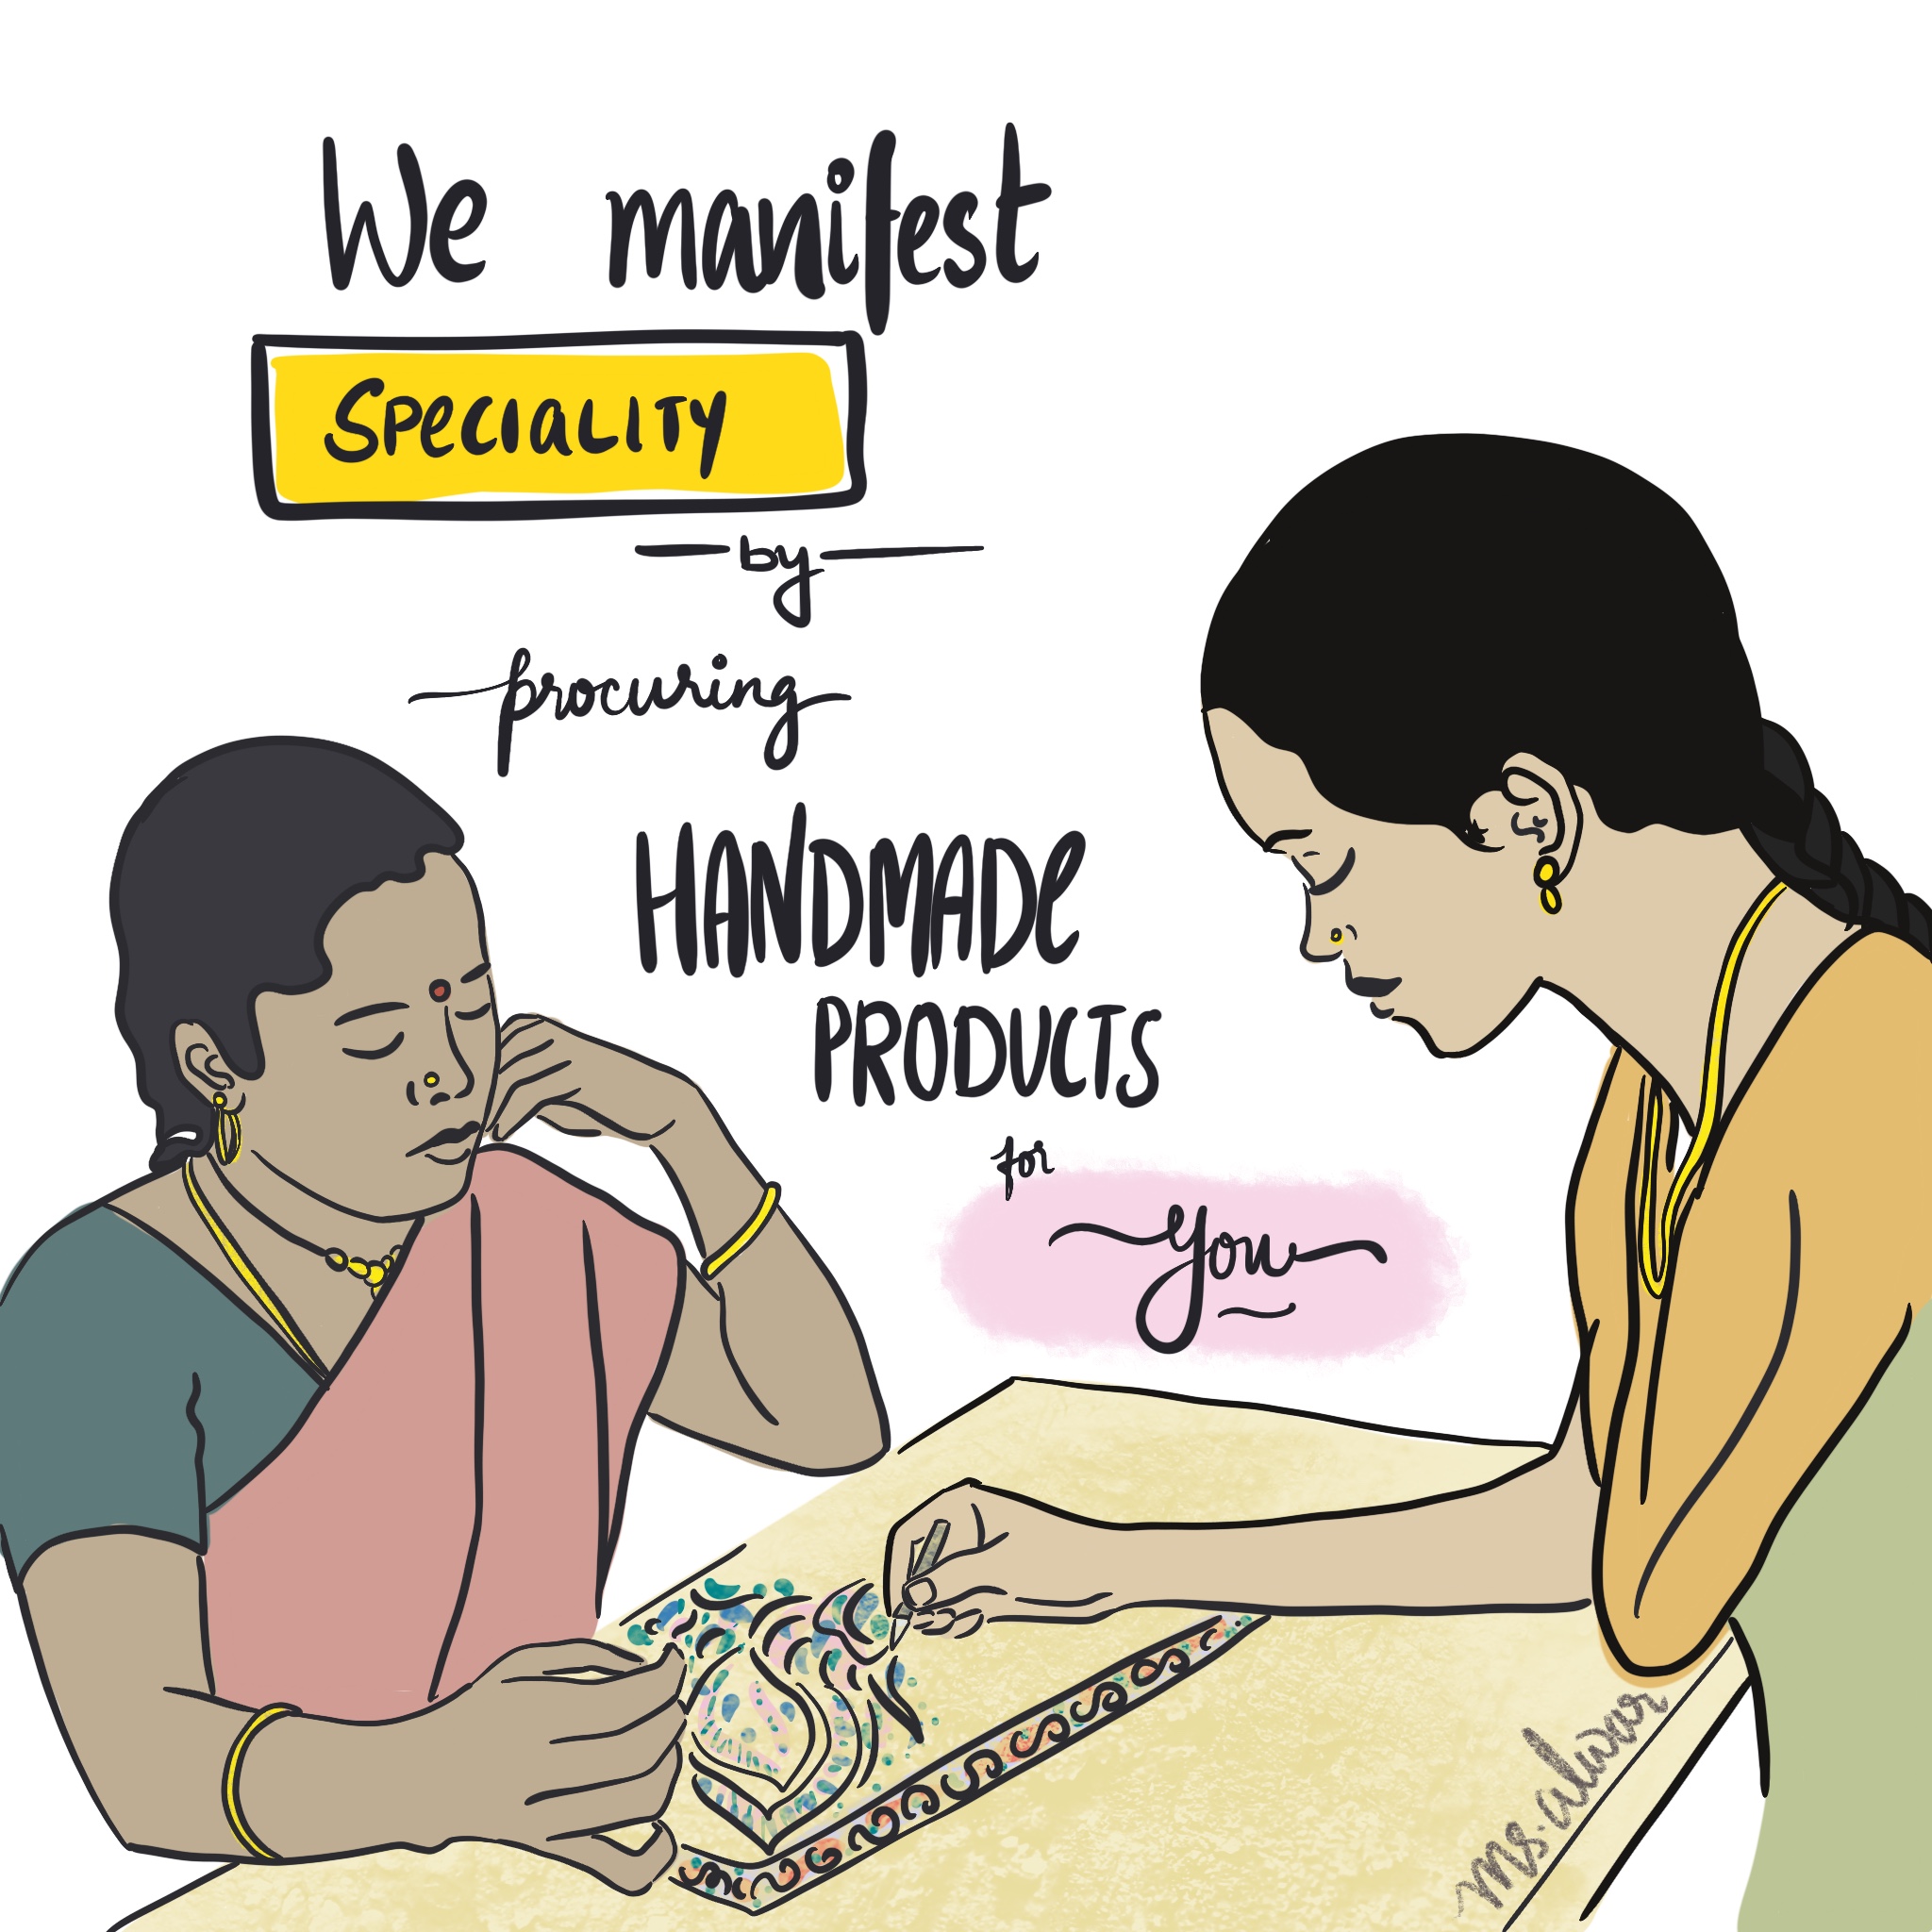 We manifest
SPeCIaLITY
by
procuring
HANDMADe
PRODUCTS
for
you
ms.alwar